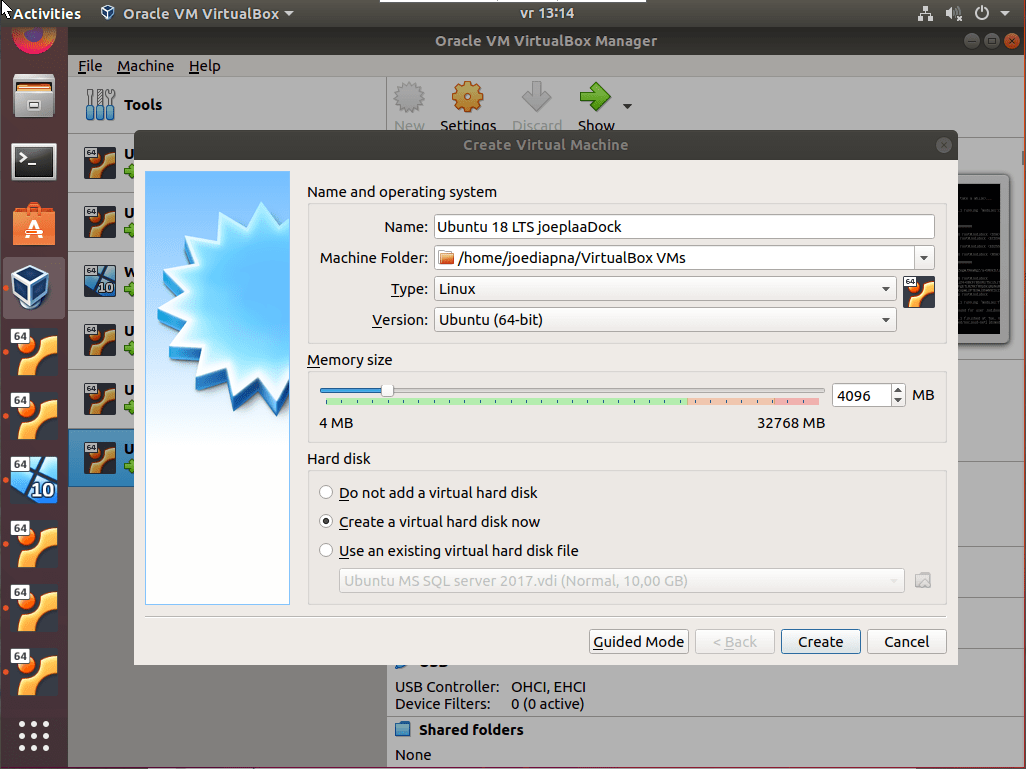 Activities Oracle VM VirtualBox vr 13:14
Oracle VM VirtualBox Manager
File Machine Help
Tools
New Settings Discard Show
Create Virtual Machine
Name and operating system
Name: Ubuntu 18 LTS joeplaaDock
Machine Folder: /home/joediapna/VirtualBox VMs
Type: Linux
64
Version: Ubuntu (64-bit)
Memory size
4096 MB
4 MB 32768 MB
Hard disk
Do not add a virtual hard disk
Create a virtual hard disk now
Use an existing virtual hard disk file
Ubuntu MS SQL server 2017.vdi (Normal, 10,00 GB)
Guided Mode < Back Create Cancel
USB
USB Controller: OHCI, EHCI
Device Filters: 0 (0 active)
Shared folders
None
64 U
64 U
64 10 W
64 U
64 U
64 U
64
64
64 10
64
64
64